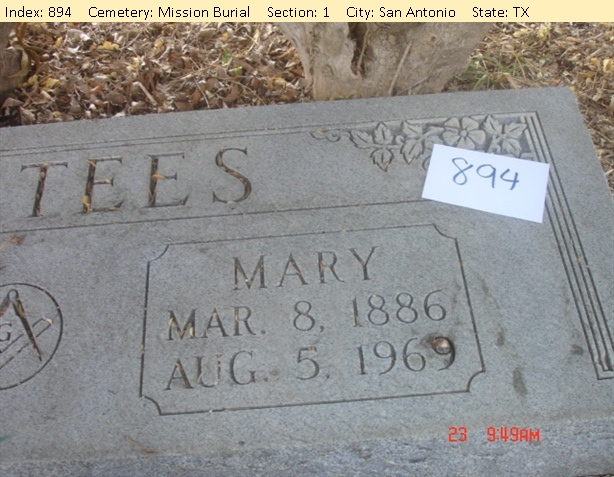 Index: 894 Cemetery: Mission Burial Section: 1 City: San Antonio State: TX
TEES
894
MARY
MAR. 8, 1886
AUG. 5, 1969
G
23 9:49AM